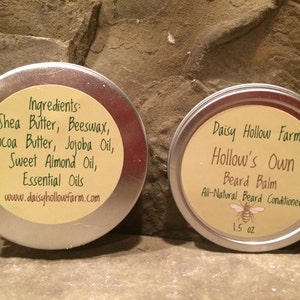 Ingredients:
Shea Butter, Beeswax,
Cocoa Butter, Jojoba Oil,
Sweet Almond Oil,
Essential Oils
www.daisyhollowfarm.com
Daisy Hollow Farm
Hollow's Own
Beard Balm
All-Natural Beard Conditioner
1.5 oz